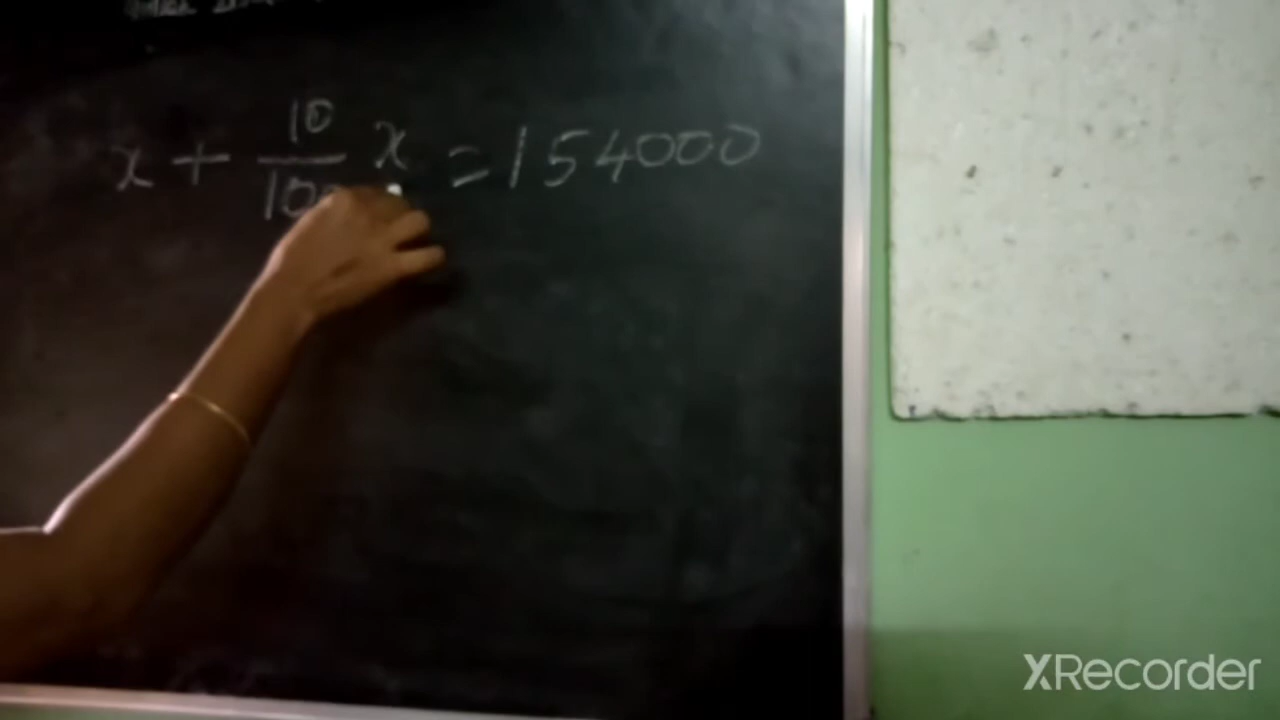 x + 10/100 x = 154000
XRecorder